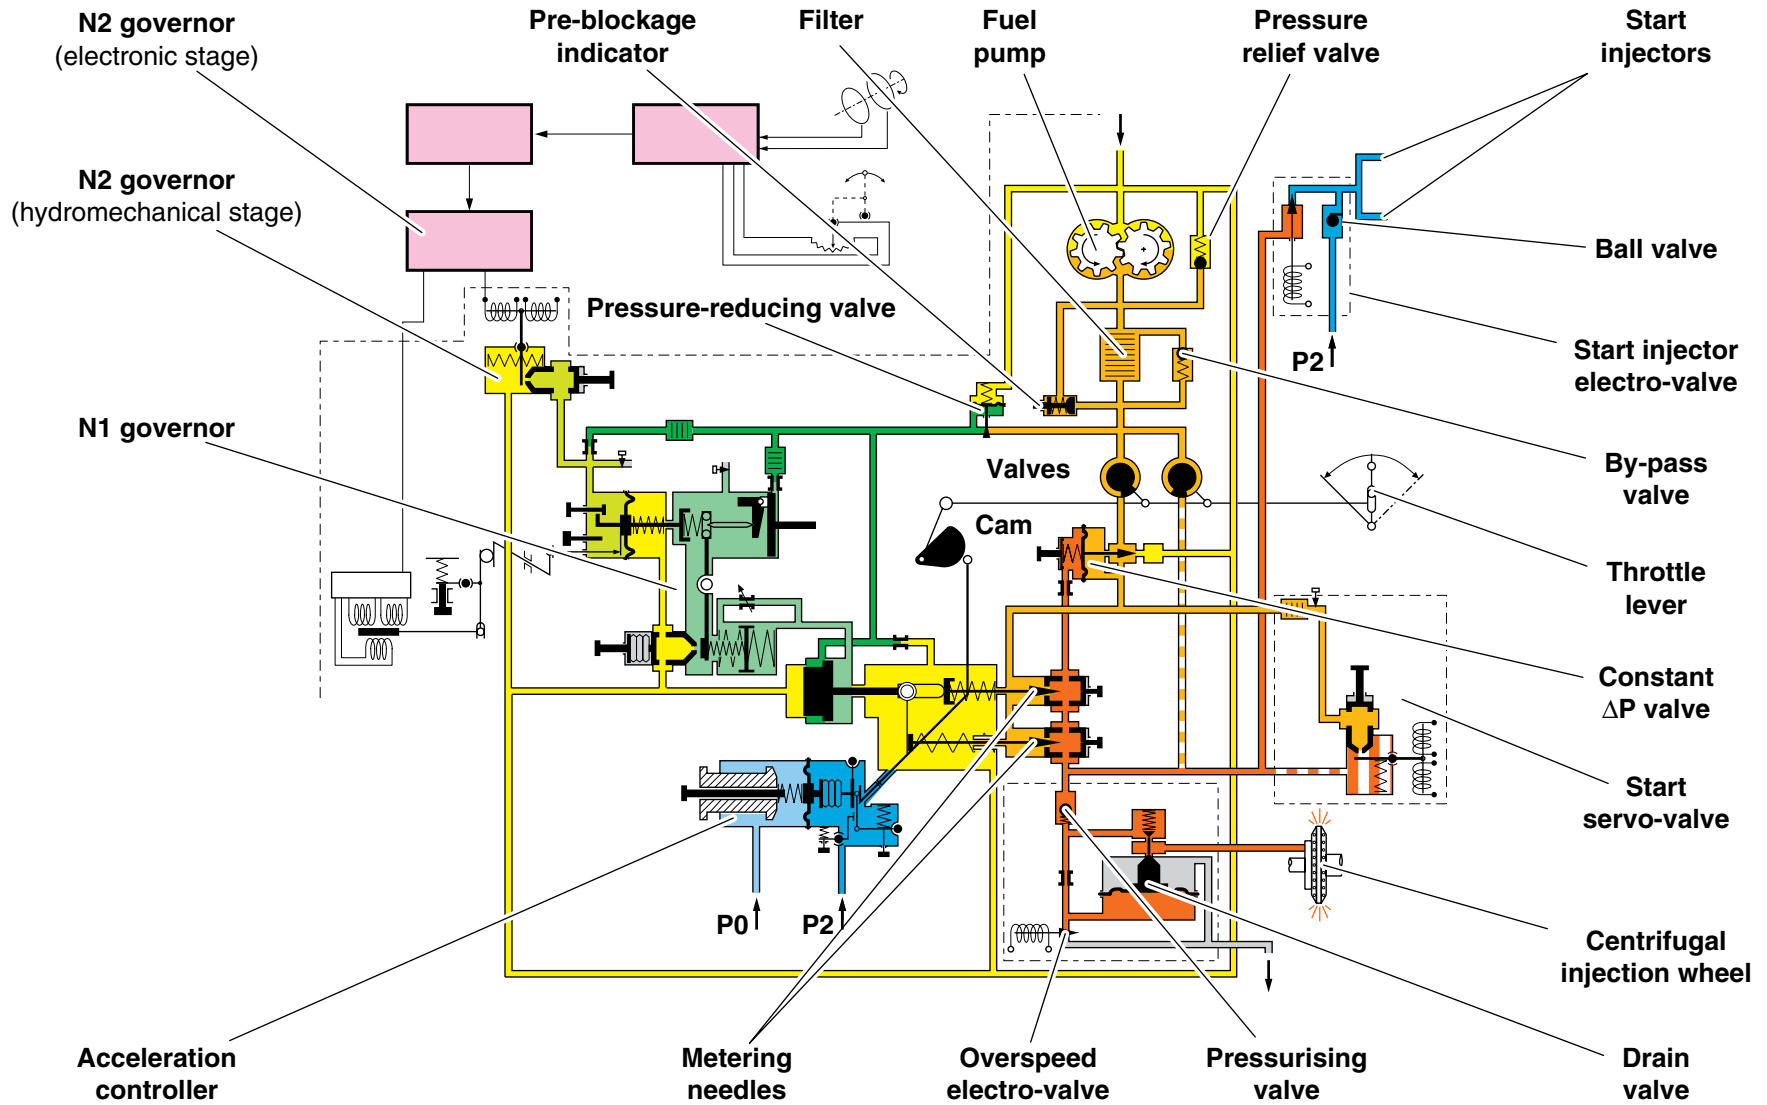 N2 governor
(electronic stage)
Pre-blockage
indicator
Filter
Fuel
pump
Pressure
relief valve
Start
injectors
N2 governor
(hydromechanical stage)
Ball valve
Pressure-reducing valve
P2
Start injector
electro-valve
N1 governor
Valves
By-pass
valve
Cam
Throttle
lever
Constant
ΔP valve
Start
servo-valve
P0
P2
Centrifugal
injection wheel
Acceleration
controller
Metering
needles
Overspeed
electro-valve
Pressurising
valve
Drain
valve